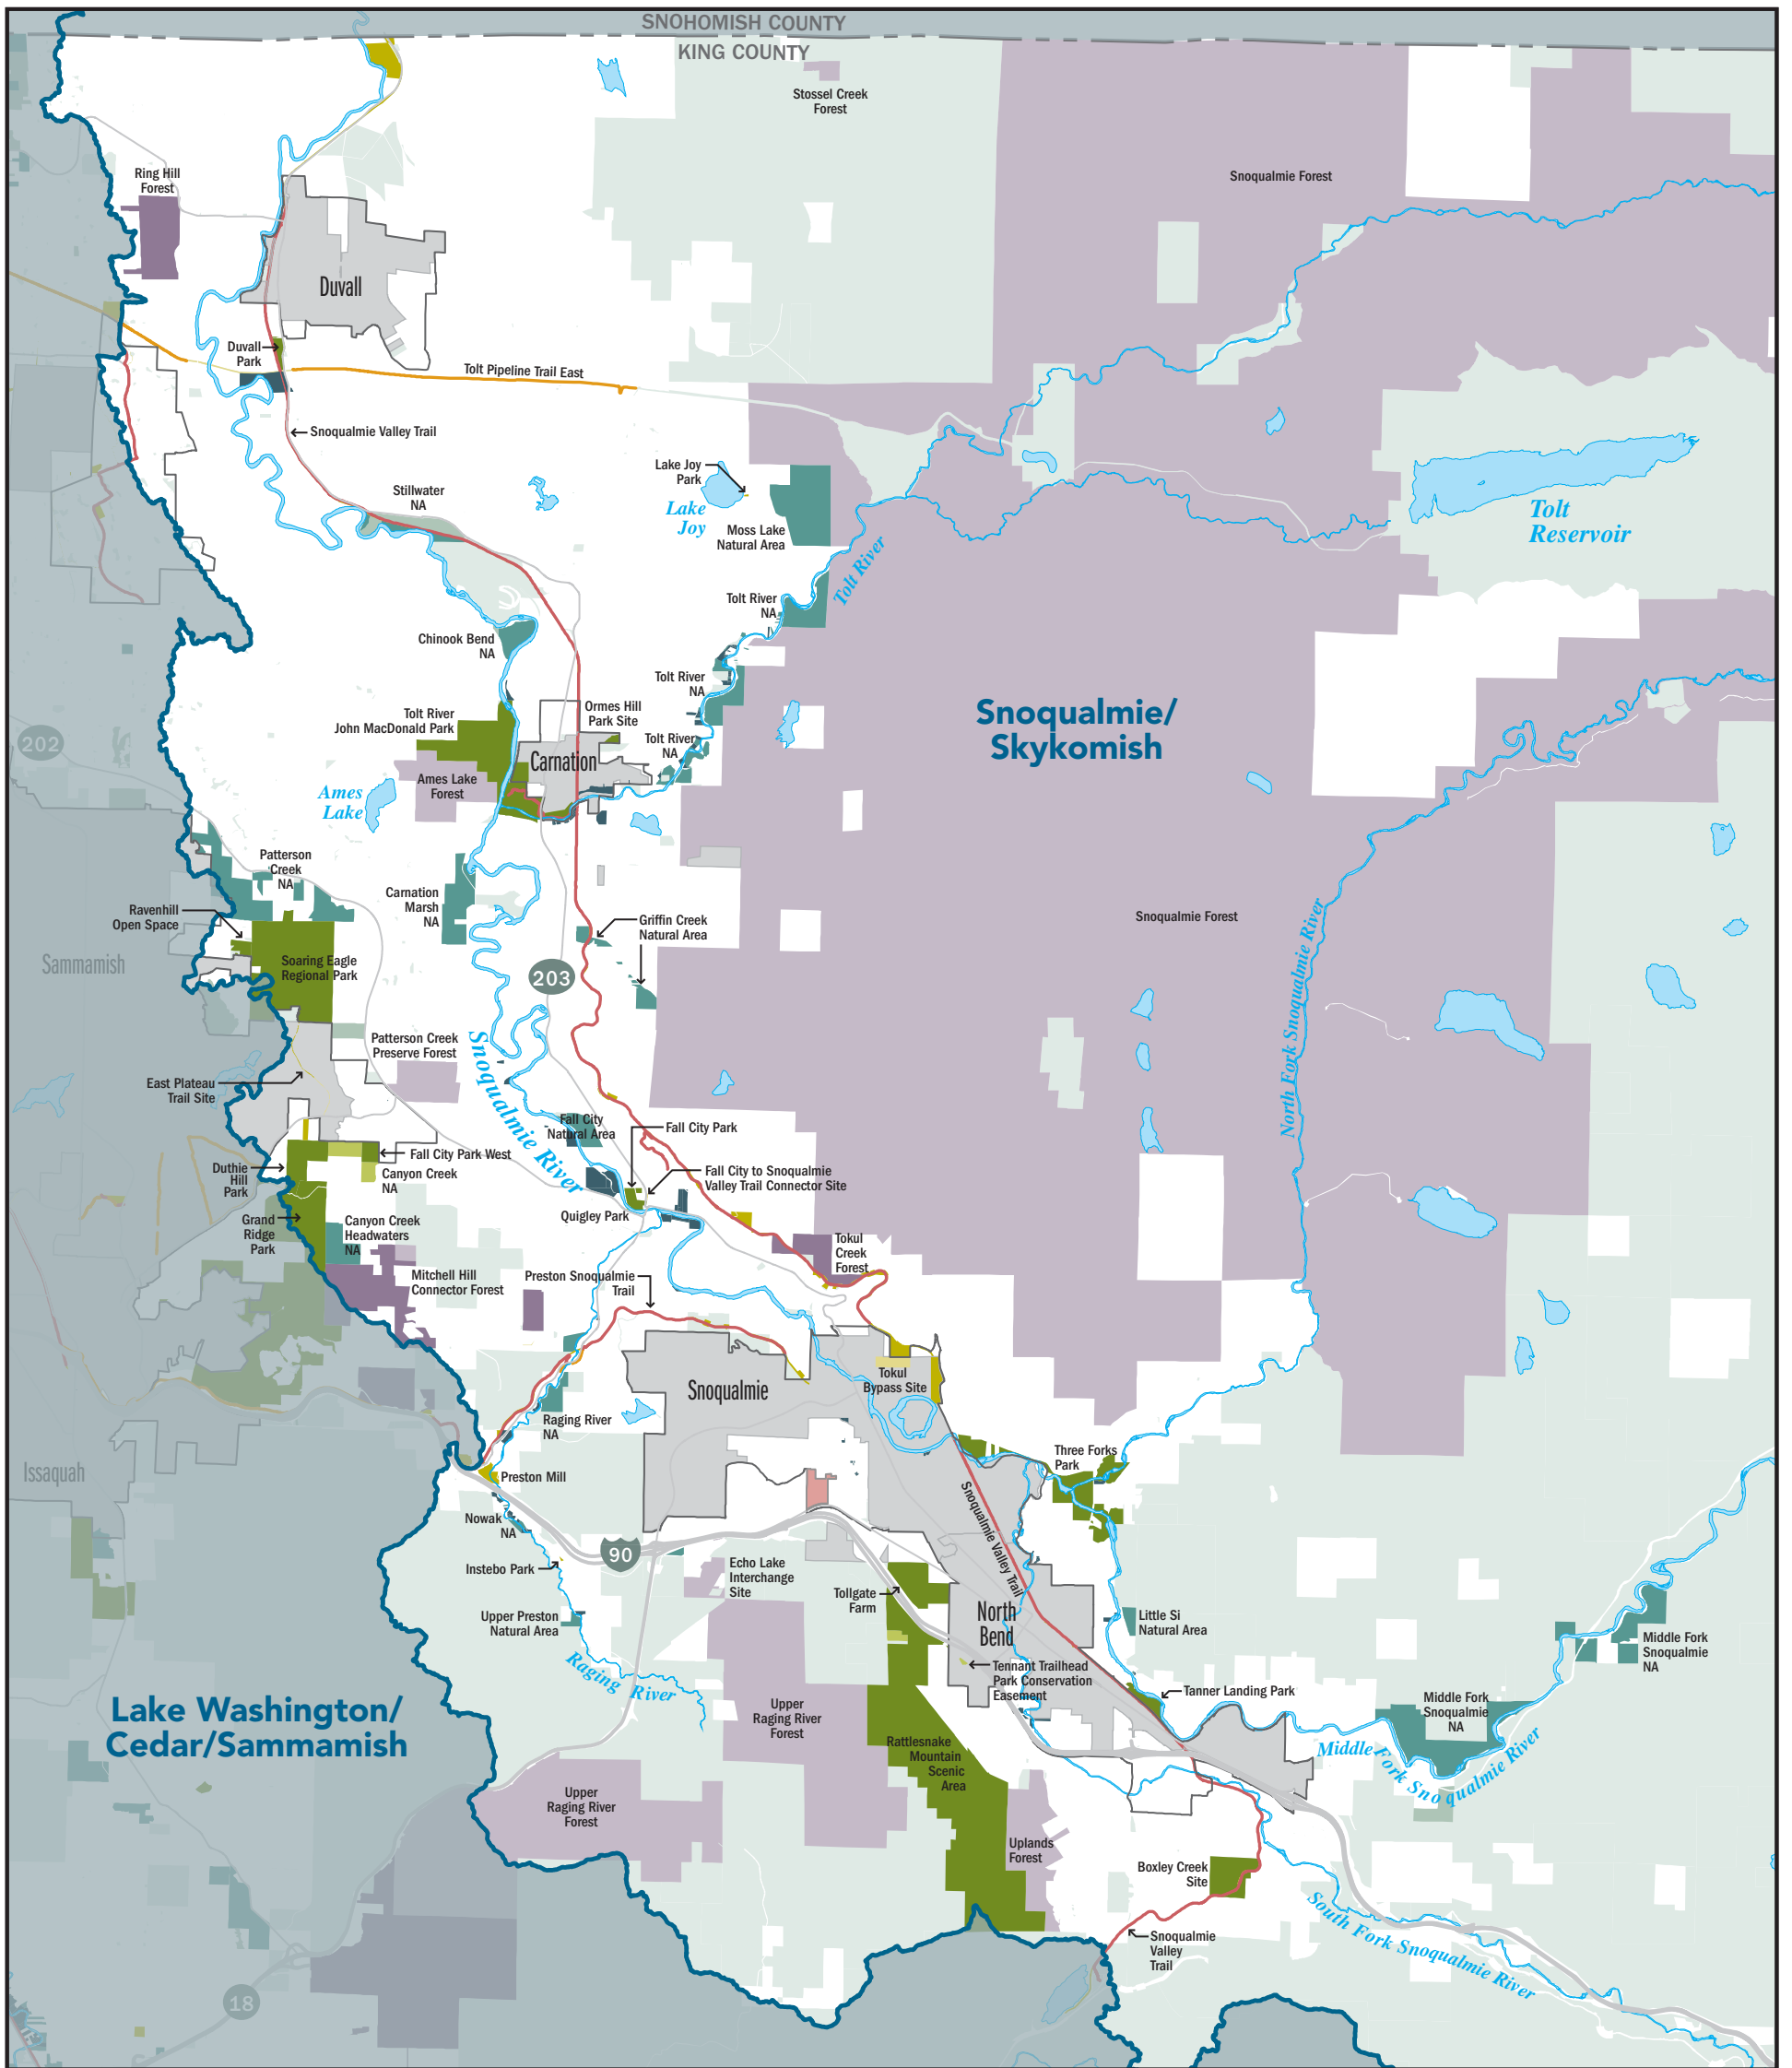 SNOHOMISH COUNTY
KING COUNTY
Stossel Creek
Forest
Ring Hill
Forest
Snoqualmie Forest
Duvall
Duvall
Park
Tolt Pipeline Trail East
Snoqualmie Valley Trail
Lake Joy
Park
Lake
Joy
Stillwater
NA
Moss Lake
Natural Area
Tolt
Reservoir
Tolt River
Tolt River
NA
Chinook Bend
NA
Tolt River
NA
Tolt River
John MacDonald Park
Ormes Hill
Park Site
Snoqualmie/
Skykomish
202
Tolt River
NA
Carnation
Ames Lake
Forest
Ames
Lake
Patterson
Creek
NA
Carnation
Marsh
NA
Ravenhill
Open Space
Griffin Creek
Natural Area
Snoqualmie Forest
North Fork Snoqualmie River
Sammamish
Soaring Eagle
Regional Park
203
Patterson Creek
Preserve Forest
Snoqualmie River
East Plateau
Trail Site
Fall City
Natural Area
Fall City Park
Fall City Park West
Duthie
Hill
Park
Canyon Creek
NA
Fall City to Snoqualmie
Valley Trail Connector Site
Quigley Park
Grand
Ridge
Park
Canyon Creek
Headwaters
NA
Tokul
Creek
Forest
Mitchell Hill
Connector Forest
Preston Snoqualmie
Trail
Snoqualmie
Tokul
Bypass Site
Raging River
NA
Three Forks
Park
Issaquah
Preston Mill
Snoqualmie Valley Trail
Nowak
NA
90
Instebo Park
Echo Lake
Interchange
Site
Tollgate
Farm
North
Bend
Upper Preston
Natural Area
Little Si
Natural Area
Middle Fork
Snoqualmie
NA
Raging River
Tennant Trailhead
Park Conservation
Easement
Tanner Landing Park
Lake Washington/
Cedar/Sammamish
Upper
Raging River
Forest
Middle Fork
Snoqualmie
NA
Rattlesnake
Mountain
Scenic
Area
Middle Fork Snoqualmie River
Upper
Raging River
Forest
Uplands
Forest
Boxley Creek
Site
South Fork Snoqualmie River
Snoqualmie
Valley
Trail
18